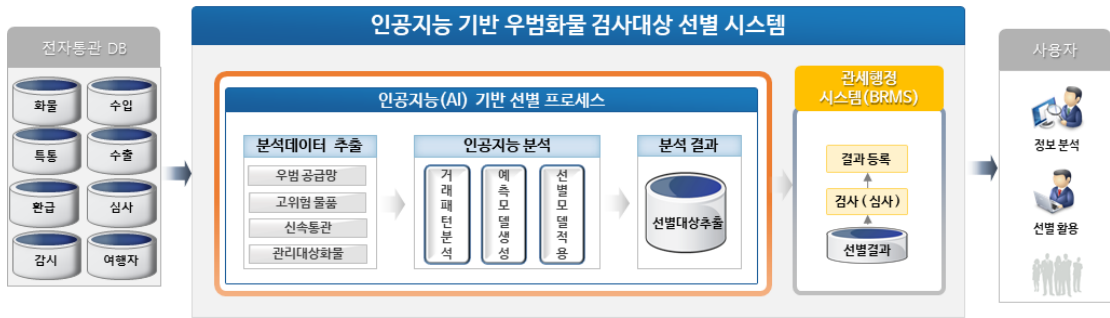 인공지능 기반 우범화물 검사대상 선별 시스템
전자통관 DB
화물
수입
특통
수출
환급
심사
감시
여행자
인공지능(AI) 기반 선별 프로세스
분석데이터 추출
우범 공급망
고위험 물품
신속통관
관리대상화물
인공지능 분석
거래패턴분석
예측모델생성
선별모델적용
분석 결과
선별대상추출
관세행정
시스템(BRMS)
결과 등록
검사 ( 심사 )
선별결과
사용자
정보 분석
선별 활용